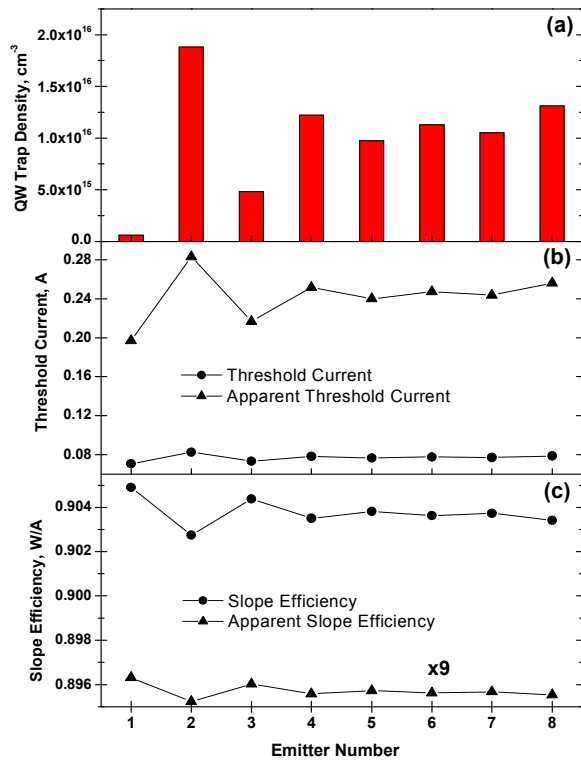 (a)
QW Trap Density, cm⁻³
2.0x10¹⁶
1.5x10¹⁶
1.0x10¹⁶
5.0x10¹⁵
0.0
(b)
Threshold Current, A
0.28
0.24
0.20
0.16
0.12
0.08
Threshold Current
Apparent Threshold Current
(c)
Slope Efficiency, W/A
0.904
0.902
0.900
0.898
0.896
Slope Efficiency
Apparent Slope Efficiency
x9
1 2 3 4 5 6 7 8
Emitter Number